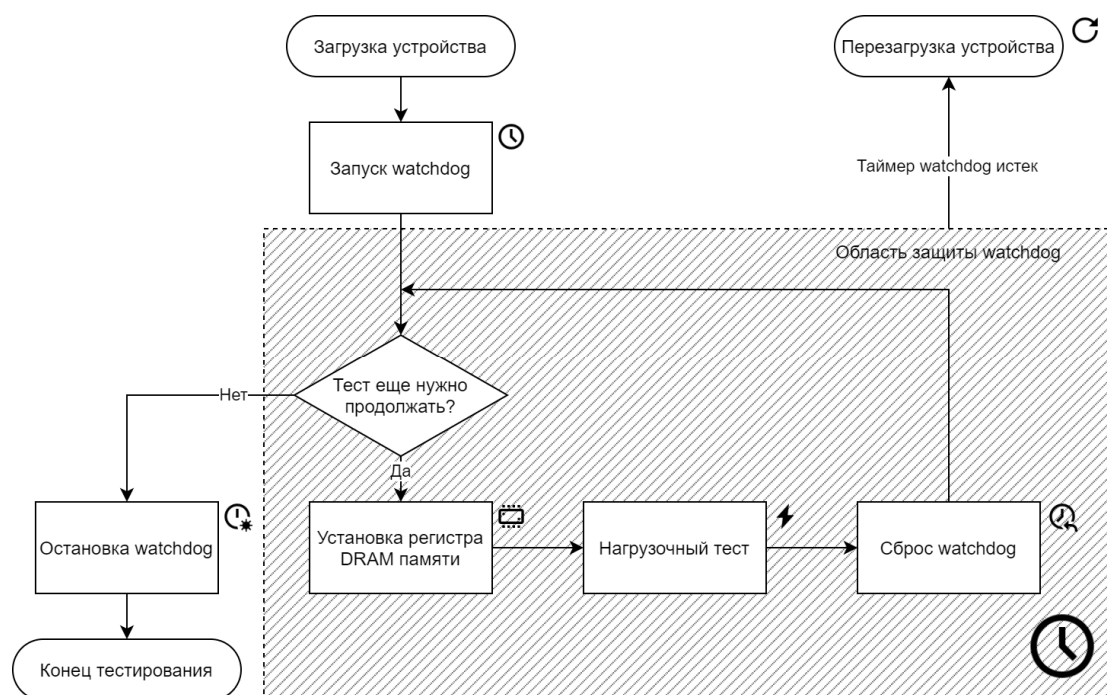 Загрузка устройства
Перезагрузка устройства
Запуск watchdog
Таймер watchdog истек
Область защиты watchdog
Тест еще нужно
продолжать?
Нет
Да
Остановка watchdog
Установка регистра
DRAM памяти
Нагрузочный тест
Сброс watchdog
Конец тестирования